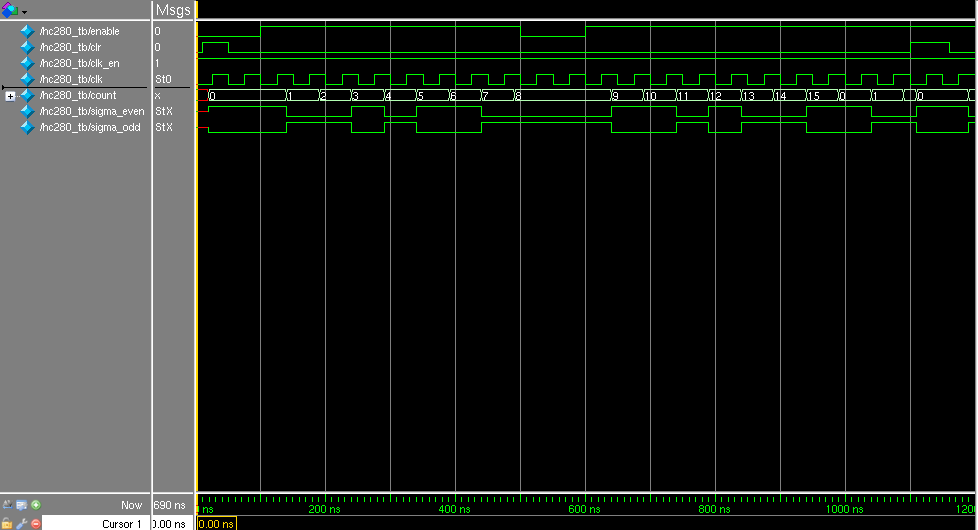 Msgs
/hc280_tb/enable 0
/hc280_tb/clr 0
/hc280_tb/clk_en 1
/hc280_tb/clk St0
/hc280_tb/count x 0 1 2 3 4 5 6 7 8 9 10 11 12 13 14 15 0 1 0
/hc280_tb/sigma_even StX
/hc280_tb/sigma_odd StX
Now 690 ns ns 200 ns 400 ns 600 ns 800 ns 1000 ns 120
Cursor 1 0.00 ns 0.00 ns